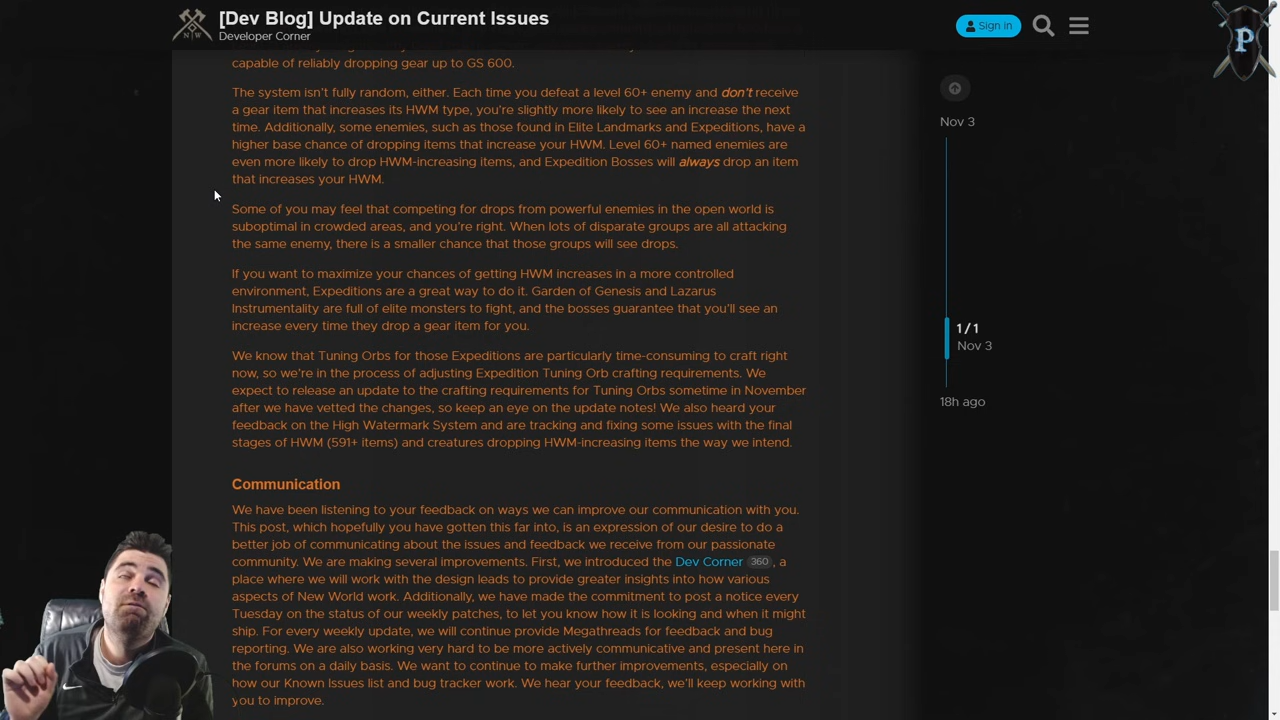 [Dev Blog] Update on Current Issues
Developer Corner
Sign in
N W
P
capable of reliably dropping gear up to GS 600.
The system isn't fully random, either. Each time you defeat a level 60+ enemy and don't receive
a gear item that increases its HWM type, you're slightly more likely to see an increase the next
time. Additionally, some enemies, such as those found in Elite Landmarks and Expeditions, have a
higher base chance of dropping items that increase your HWM. Level 60+ named enemies are
even more likely to drop HWM-increasing items, and Expedition Bosses will always drop an item
that increases your HWM.
Some of you may feel that competing for drops from powerful enemies in the open world is
suboptimal in crowded areas, and you're right. When lots of disparate groups are all attacking
the same enemy, there is a smaller chance that those groups will see drops.
If you want to maximize your chances of getting HWM increases in a more controlled
environment, Expeditions are a great way to do it. Garden of Genesis and Lazarus
Instrumentality are full of elite monsters to fight, and the bosses guarantee that you'll see an
increase every time they drop a gear item for you.
We know that Tuning Orbs for those Expeditions are particularly time-consuming to craft right
now, so we're in the process of adjusting Expedition Tuning Orb crafting requirements. We
expect to release an update to the crafting requirements for Tuning Orbs sometime in November
after we have vetted the changes, so keep an eye on the update notes! We also heard your
feedback on the High Watermark System and are tracking and fixing some issues with the final
stages of HWM (591+ items) and creatures dropping HWM-increasing items the way we intend.
Communication
We have been listening to your feedback on ways we can improve our communication with you.
This post, which hopefully you have gotten this far into, is an expression of our desire to do a
better job of communicating about the issues and feedback we receive from our passionate
community. We are making several improvements. First, we introduced the Dev Corner 360, a
place where we will work with the design leads to provide greater insights into how various
aspects of New World work. Additionally, we have made the commitment to post a notice every
Tuesday on the status of our weekly patches, to let you know how it is looking and when it might
ship. For every weekly update, we will continue provide Megathreads for feedback and bug
reporting. We are also working very hard to be more actively communicative and present here in
the forums on a daily basis. We want to continue to make further improvements, especially on
how our Known Issues list and bug tracker work. We hear your feedback, we'll keep working with
you to improve.
Nov 3
1 / 1
Nov 3
18h ago